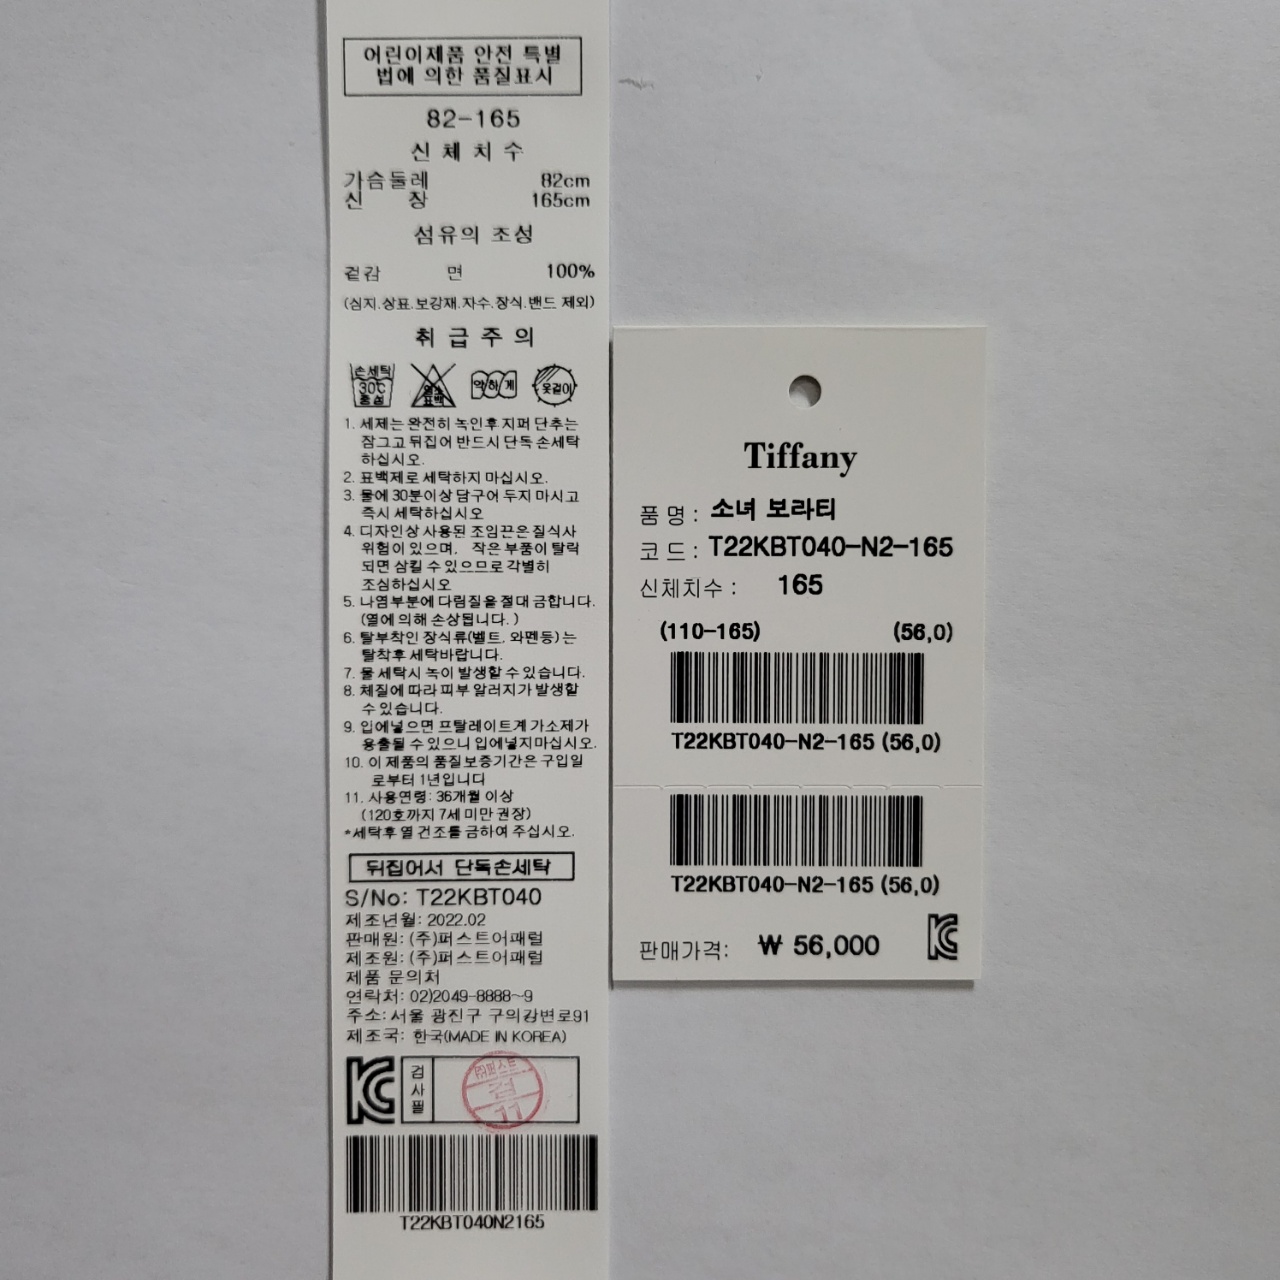 어린이제품 안전 특별
법에 의한 품질표시
82-165
신 체 치 수
가슴둘레 82cm
신 장 165cm
섬유의 조성
겉감 면 100%
(심지.상표.보강재.자수.장식.밴드 제외)
취 급 주 의
손세탁
30℃
중성
염소
표백
약하게
옷걸이
1. 세제는 완전히 녹인후 지퍼 단추는
잠그고 뒤집어 반드시 단독 손세탁
하십시오.
2. 표백제로 세탁하지 마십시오.
3. 물에 30분이상 담구어 두지 마시고
즉시 세탁하십시오
4. 디자인상 사용된 조임끈은 질식사
위험이 있으며, 작은 부품이 탈락
되면 삼킬 수 있으므로 각별히
조심하십시오
5. 나염부분에 다림질을 절대 금합니다.
(열에 의해 손상됩니다. )
6. 탈부착인 장식류(벨트, 와펜등)는
탈착후 세탁바랍니다.
7. 물 세탁시 녹이 발생할 수 있습니다.
8. 체질에 따라 피부 알러지가 발생할
수 있습니다.
9. 입에넣으면 프탈레이트계 가소제가
용출될 수 있으니 입에넣지마십시오.
10. 이 제품의 품질보증기간은 구입일
로부터 1년입니다
11. 사용연령: 36개월 이상
(120호까지 7세 미만 권장)
*세탁후 열 건조를 금하여 주십시오.
뒤집어서 단독손세탁
S/No: T22KBT040
제조년월: 2022.02
판매원: (주)퍼스트어패럴
제조원: (주)퍼스트어패럴
제품 문의처
연락처: 02)2049-8888~9
주소: 서울 광진구 구의강변로91
제조국: 한국(MADE IN KOREA)
KC
검사필
㈜퍼스트
검
11
T22KBT040N2165
Tiffany
품 명 : 소녀 보라티
코 드 : T22KBT040-N2-165
신체치수 : 165
(110-165) (56,0)
T22KBT040-N2-165 (56,0)
T22KBT040-N2-165 (56,0)
판매가격: ₩ 56,000
KC